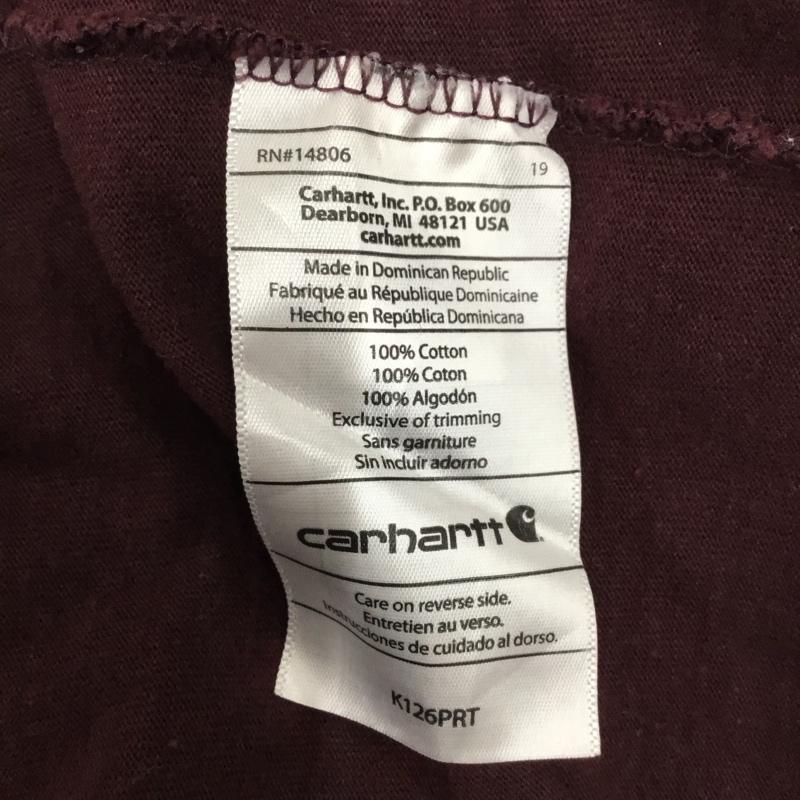 RN#14806 19
Carhartt, Inc. P.O. Box 600
Dearborn, MI 48121 USA
carhartt.com
Made in Dominican Republic
Fabriqué au République Dominicaine
Hecho en República Dominicana
100% Cotton
100% Coton
100% Algodón
Exclusive of trimming
Sans garniture
Sin incluir adorno
carhartt
Care on reverse side.
Entretien au verso.
Instrucciones de cuidado al dorso.
K126PRT